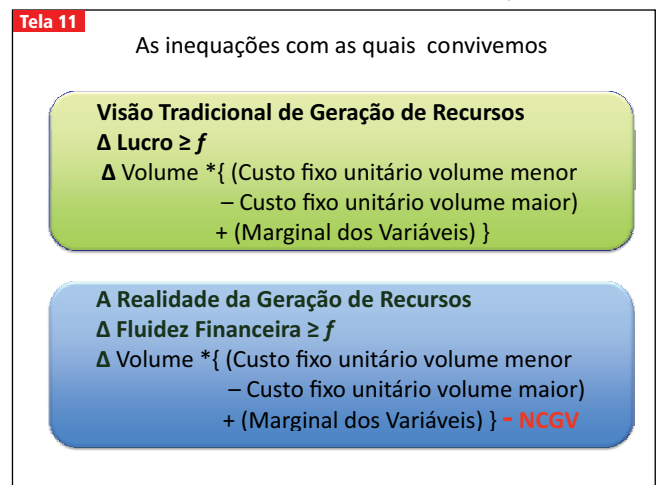 Tela 11
As inequações com as quais convivemos
Visão Tradicional de Geração de Recursos
Δ Lucro ≥ f
Δ Volume *{ (Custo fixo unitário volume menor
– Custo fixo unitário volume maior)
+ (Marginal dos Variáveis) }
A Realidade da Geração de Recursos
Δ Fluidez Financeira ≥ f
Δ Volume *{ (Custo fixo unitário volume menor
– Custo fixo unitário volume maior)
+ (Marginal dos Variáveis) } - NCGV